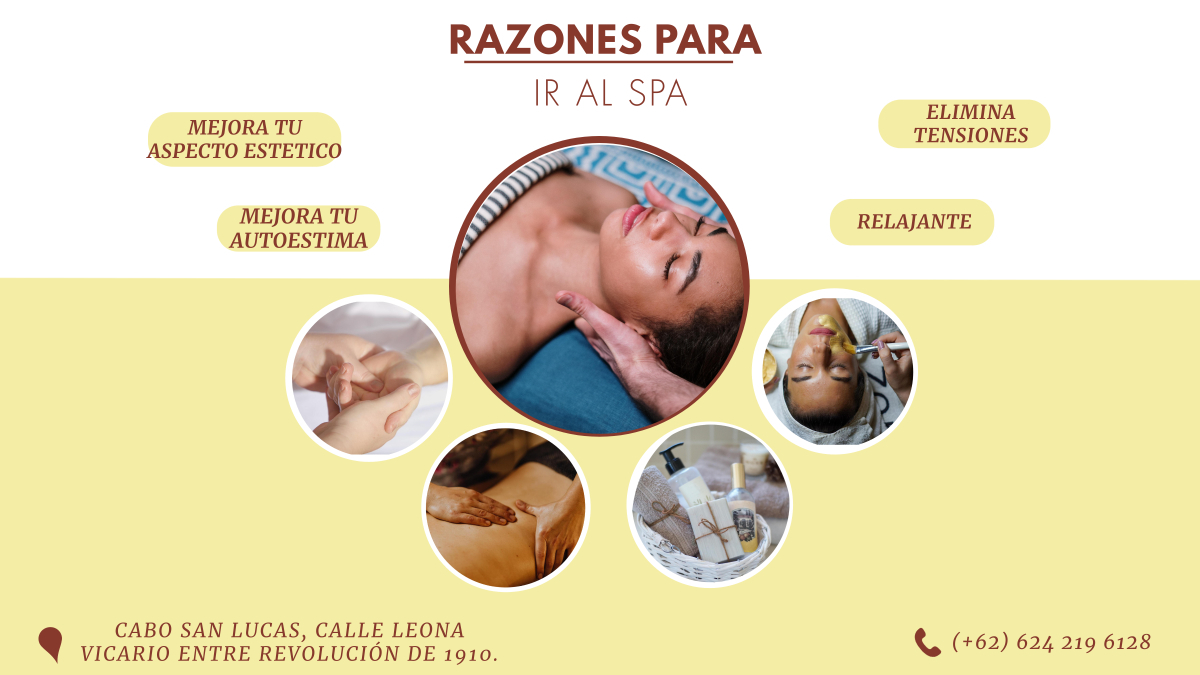 RAZONES PARA
IR AL SPA
MEJORA TU
ASPECTO ESTETICO
ELIMINA
TENSIONES
MEJORA TU
AUTOESTIMA
RELAJANTE
CABO SAN LUCAS, CALLE LEONA
VICARIO ENTRE REVOLUCIÓN DE 1910.
(+62) 624 219 6128